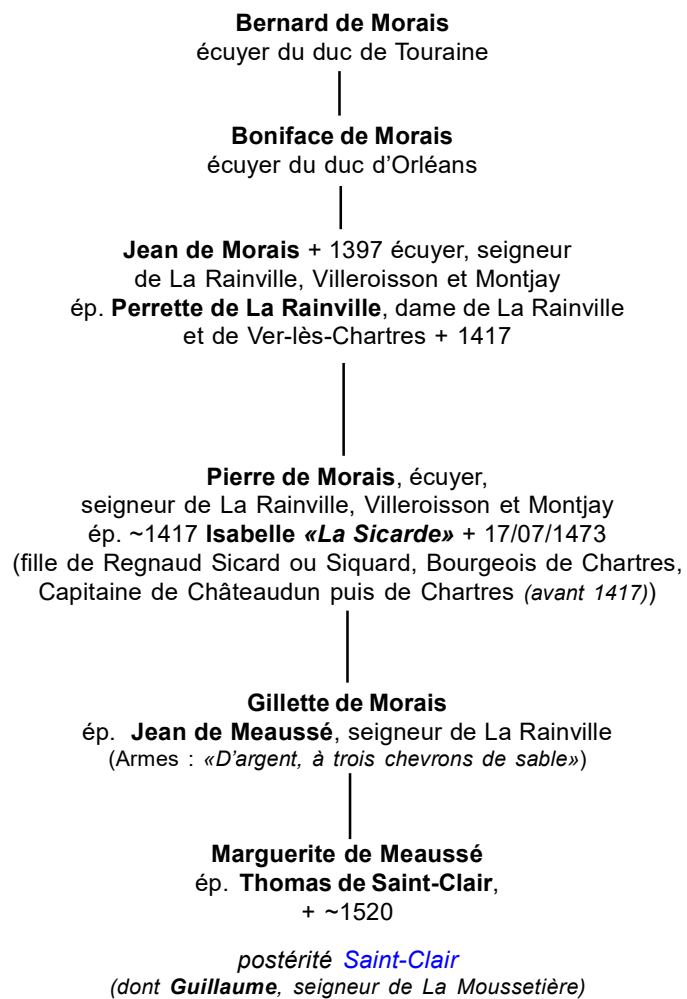 Bernard de Morais
écuyer du duc de Touraine
Boniface de Morais
écuyer du duc d’Orléans
Jean de Morais + 1397 écuyer, seigneur
de La Rainville, Villeroisson et Montjay
ép. Perrette de La Rainville, dame de La Rainville
et de Ver-lès-Chartres + 1417
Pierre de Morais, écuyer,
seigneur de La Rainville, Villeroisson et Montjay
ép. ~1417 Isabelle «La Sicarde» + 17/07/1473
(fille de Regnaud Sicard ou Siquard, Bourgeois de Chartres,
Capitaine de Châteaudun puis de Chartres (avant 1417))
Gillette de Morais
ép. Jean de Meaussé, seigneur de La Rainville
(Armes : «D’argent, à trois chevrons de sable»)
Marguerite de Meaussé
ép. Thomas de Saint-Clair,
+ ~1520
postérité Saint-Clair
(dont Guillaume, seigneur de La Moussetière)